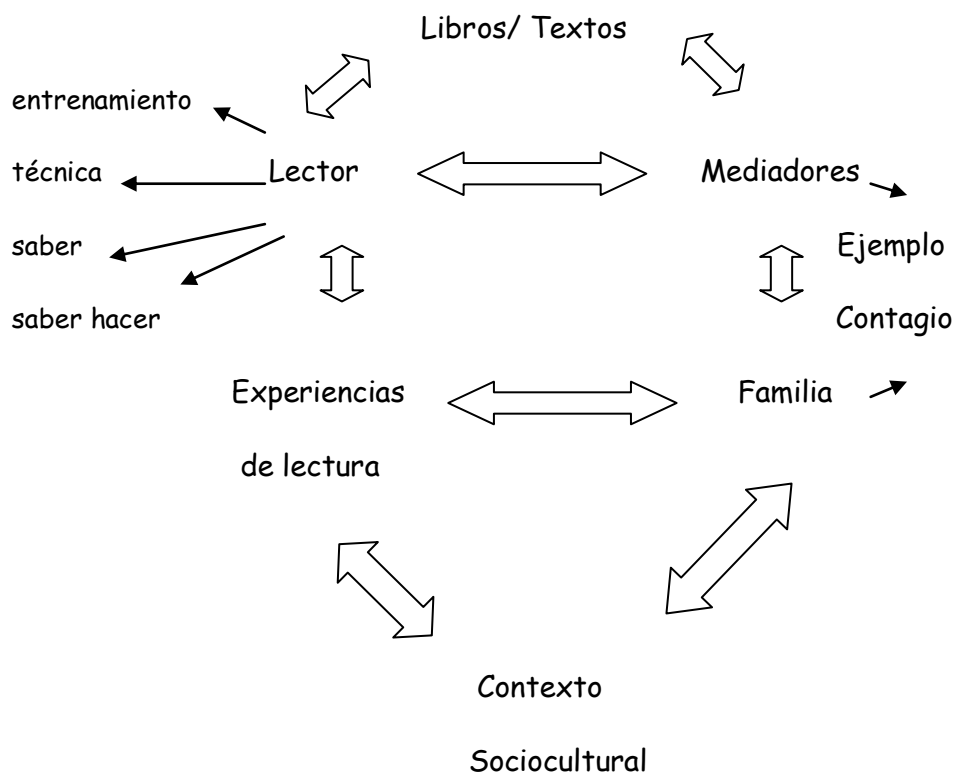 Libros/ Textos
entrenamiento
técnica
Lector
Mediadores
saber
Ejemplo
saber hacer
Contagio
Experiencias
Familia
de lectura
Contexto
Sociocultural